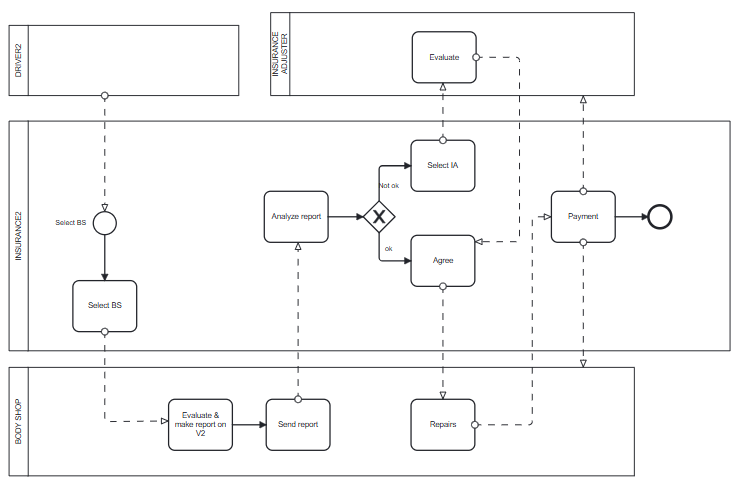 DRIVER2
INSURANCE
ADJUSTER
Evaluate
INSURANCE2
Select BS
Select BS
Analyze report
Not ok
ok
Select IA
Agree
Payment
BODY SHOP
Evaluate &
make report on
V2
Send report
Repairs